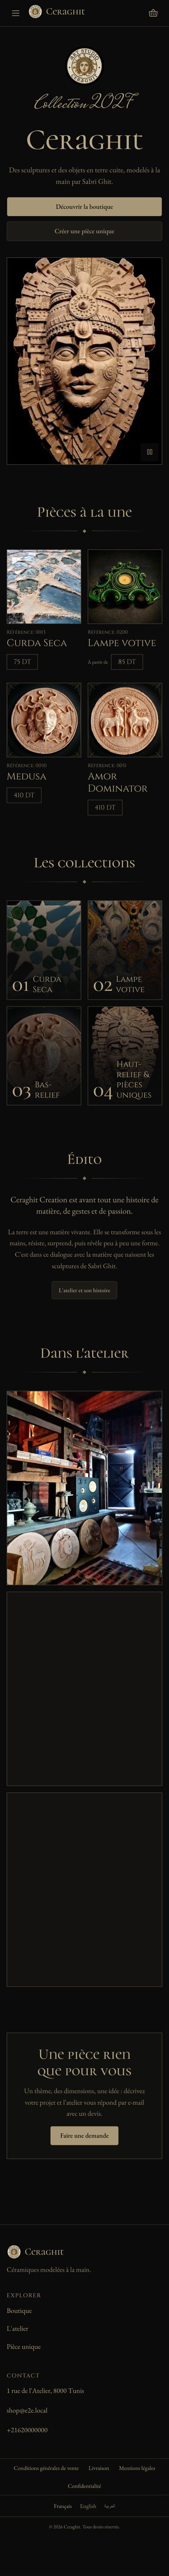 Ceraghit
Collection 2027
Ceraghit
Des sculptures et des objets en terre cuite, modelés à la
main par Sabri Ghit.
Découvrir la boutique
Créer une pièce unique
Pièces à la une
Curda Seca
75 DT
Lampe votive
À partir de
85 DT
Medusa
410 DT
Amor
Dominator
410 DT
Les collections
01 Curda
Seca
02 Lampe
votive
03 Bas-
relief
04 Haut-
relief &
pièces
uniques
Édito
Ceraghit Creation est avant tout une histoire de
matière, de gestes et de passion.
La terre est une matière vivante. Elle se transforme sous les
mains, résiste, surprend, puis révèle peu à peu une forme.
C'est dans ce dialogue avec la matière que naissent les
sculptures de Sabri Ghit.
L'atelier et son histoire
Dans l'atelier
Une pièce rien
que pour vous
Un thème, des dimensions, une idée : décrivez
votre projet et l'atelier vous répond par e-mail
avec un devis.
Faire une demande
Ceraghit
Céramiques modelées à la main.
Explorer
Boutique
L'atelier
Pièce unique
Contact
1 rue de l'Atelier, 8000 Tunis
shop@e2e.local
+21620000000
Conditions générales de vente Livraison Mentions légales
Confidentialité
Français English العربية
© 2026 Ceraghit. Tous droits réservés.